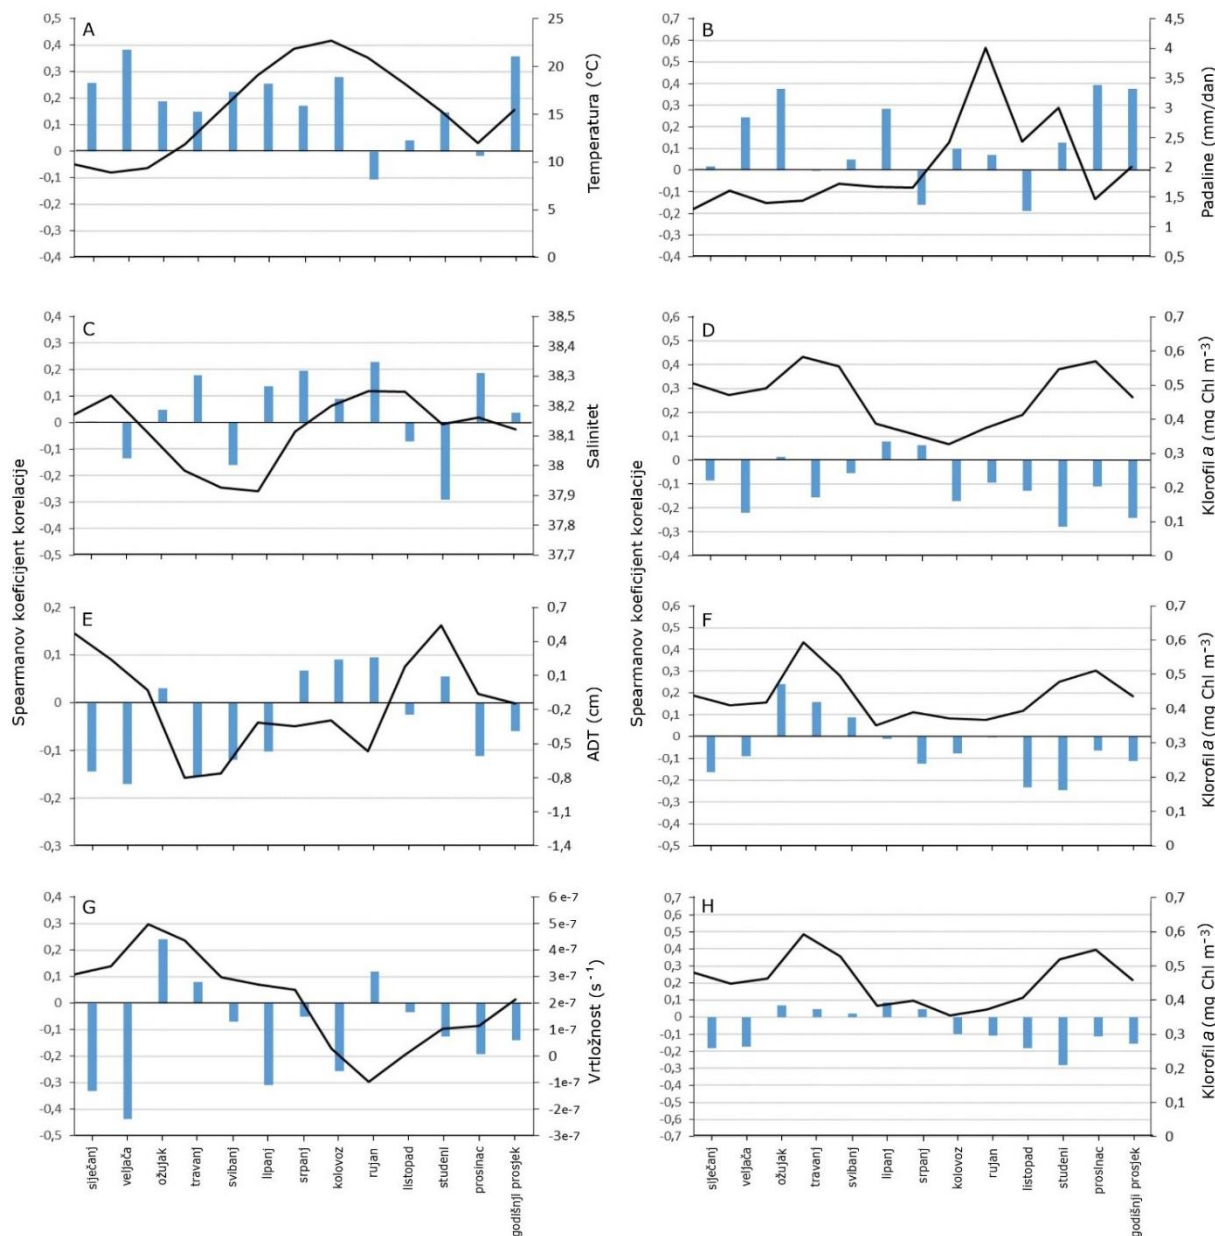 A
0,5
0,4
0,3
0,2
0,1
0
-0,1
-0,2
-0,3
-0,4
25
20
15
10
5
0
Temperatura (°C)
B
0,7
0,6
0,5
0,4
0,3
0,2
0,1
0
-0,1
-0,2
-0,3
-0,4
4,5
4
3,5
3
2,5
2
1,5
1
0,5
Padaline (mm/dan)
C
0,4
0,3
0,2
0,1
0
-0,1
-0,2
-0,3
-0,4
-0,5
38,5
38,4
38,3
38,2
38,1
38
37,9
37,8
37,7
Salinitet
D
0,6
0,5
0,4
0,3
0,2
0,1
0
-0,1
-0,2
-0,3
-0,4
0,7
0,6
0,5
0,4
0,3
0,2
0,1
0
Klorofil a (mg Chl m⁻³)
Spearmanov koeficijent korelacije
Spearmanov koeficijent korelacije
E
0,2
0,1
0
-0,1
-0,2
-0,3
0,7
0,4
0,1
-0,2
-0,5
-0,8
-1,1
-1,4
ADT (cm)
F
0,6
0,5
0,4
0,3
0,2
0,1
0
-0,1
-0,2
-0,3
-0,4
-0,5
0,7
0,6
0,5
0,4
0,3
0,2
0,1
0
Klorofil a (mg Chl m⁻³)
G
0,4
0,3
0,2
0,1
0
-0,1
-0,2
-0,3
-0,4
-0,5
6 e-7
5e-7
4e-7
3e-7
2e-7
1e-7
0
-1e-7
-2e-7
-3e-7
Vrtložnost (s⁻¹)
siječanj
veljača
ožujak
travanj
svibanj
lipanj
srpanj
kolovoz
rujan
listopad
studeni
prosinac
godišnji prosjek
H
0,7
0,6
0,5
0,4
0,3
0,2
0,1
0
-0,1
-0,2
-0,3
-0,4
-0,5
-0,6
-0,7
0,7
0,6
0,5
0,4
0,3
0,2
0,1
0
Klorofil a (mg Chl m⁻³)
siječanj
veljača
ožujak
travanj
svibanj
lipanj
srpanj
kolovoz
rujan
listopad
studeni
prosinac
godišnji prosjek